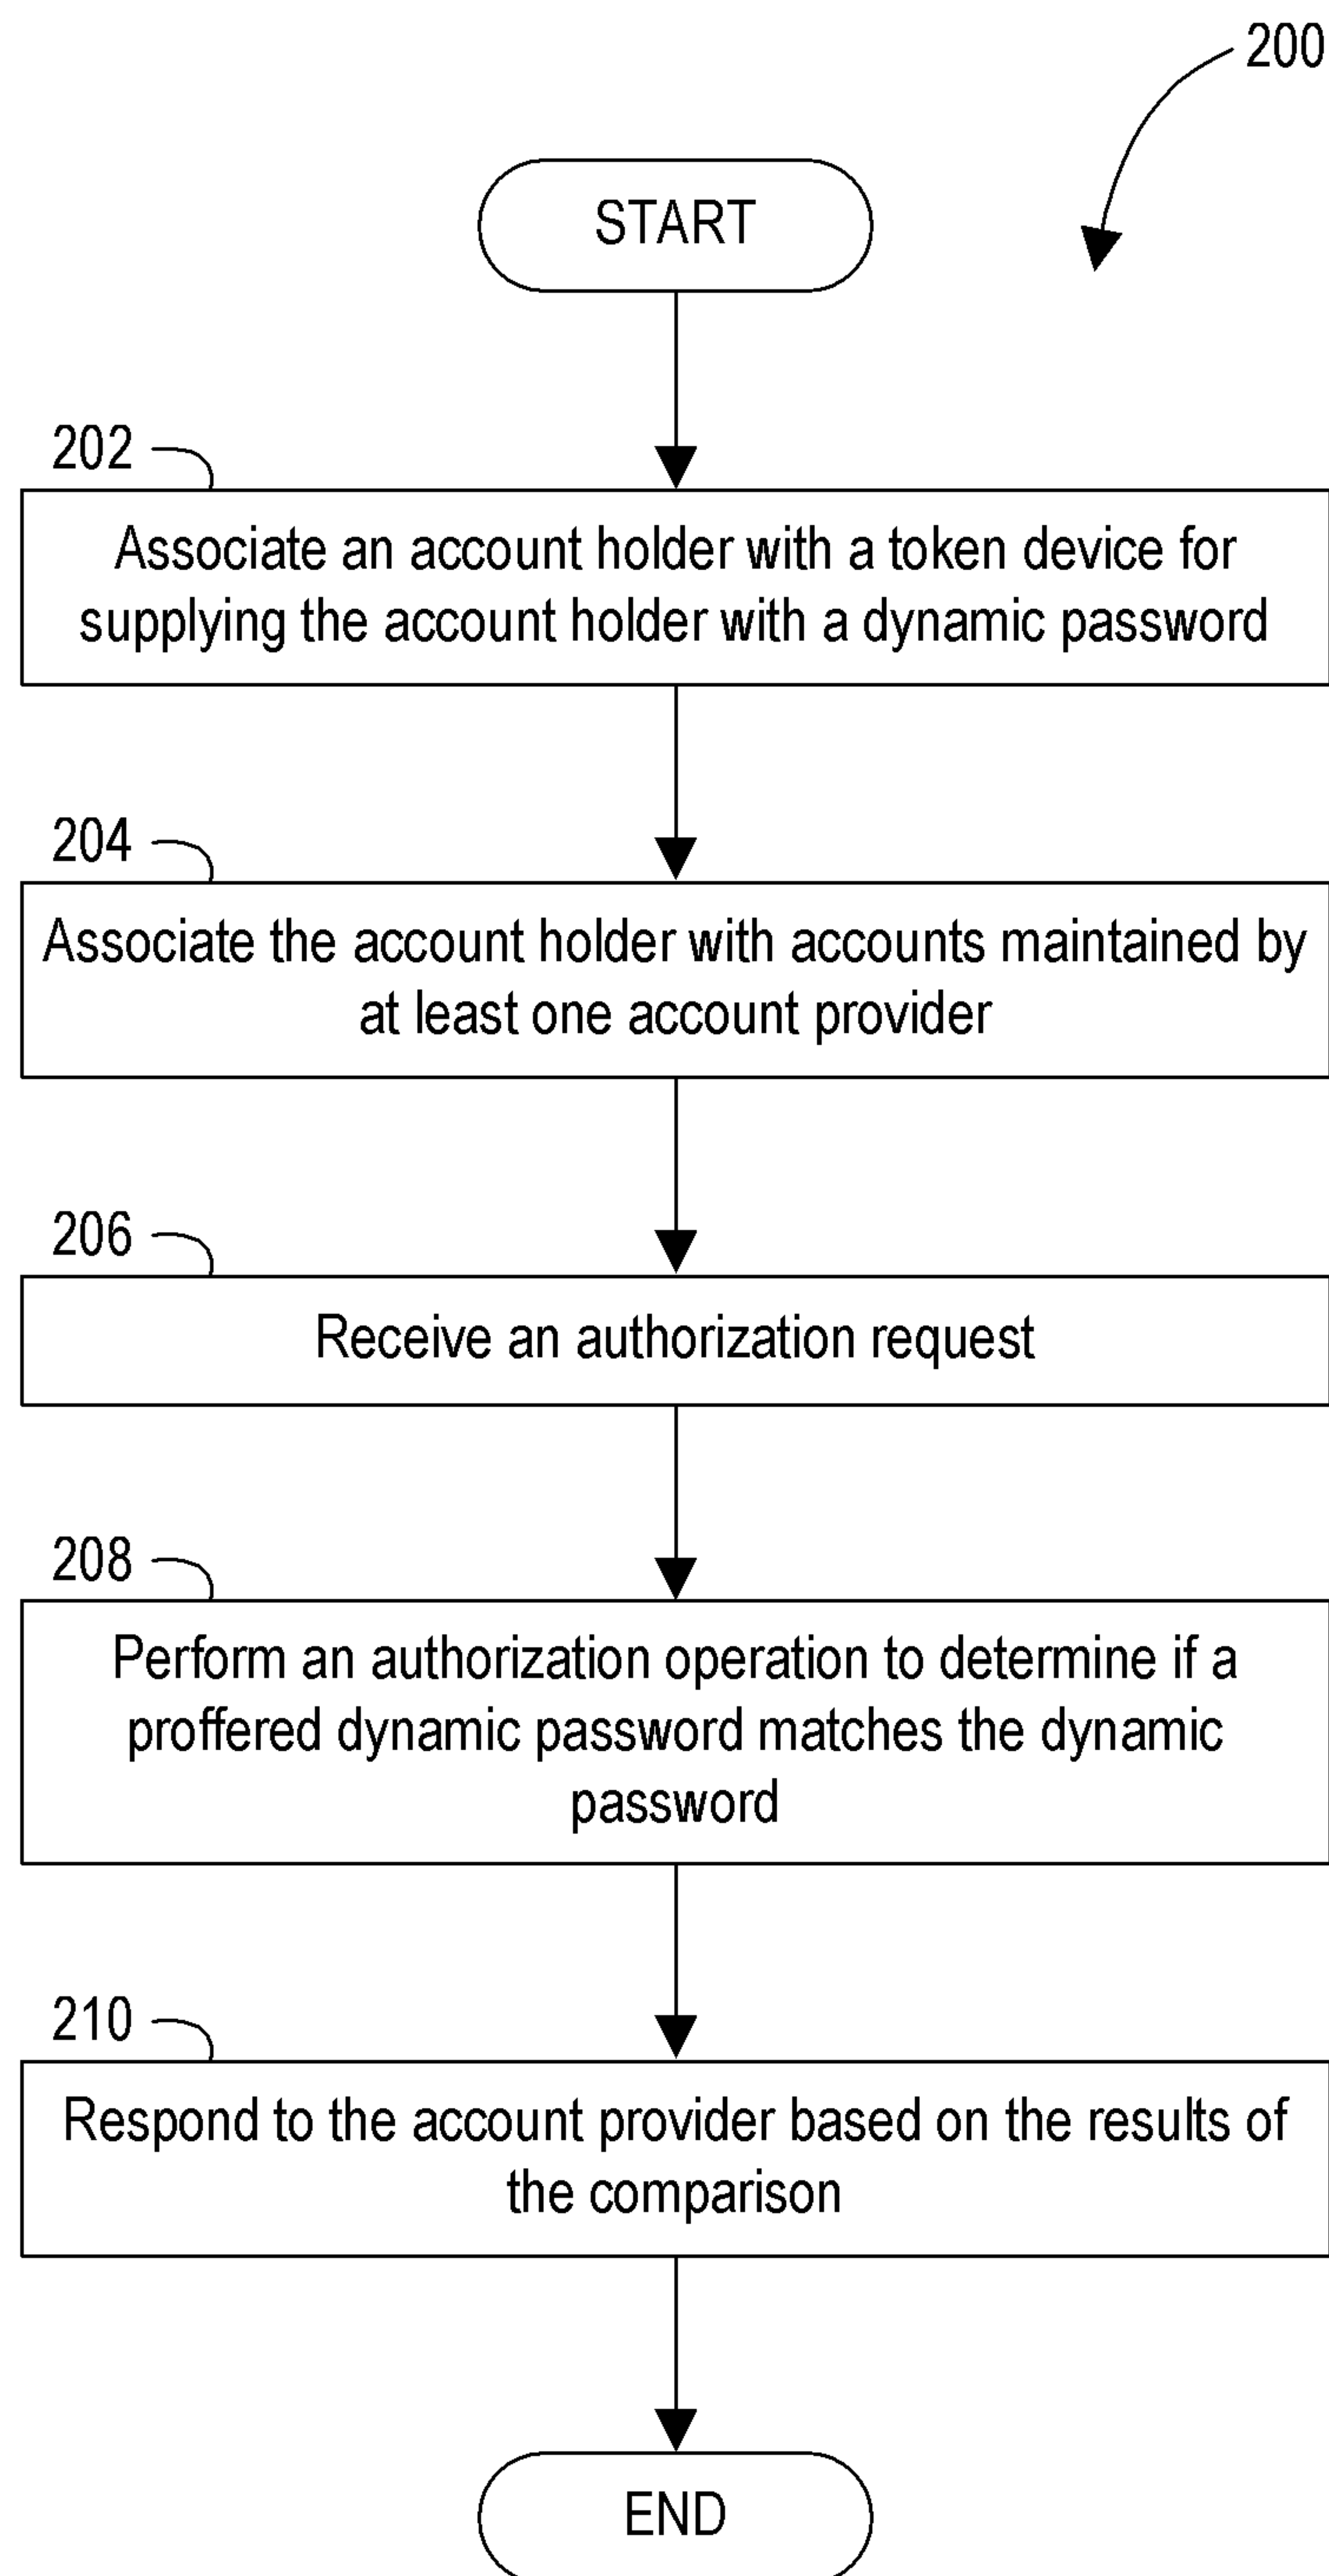 200
START
202
Associate an account holder with a token device for
supplying the account holder with a dynamic password
204
Associate the account holder with accounts maintained by
at least one account provider
206
Receive an authorization request
208
Perform an authorization operation to determine if a
proffered dynamic password matches the dynamic
password
210
Respond to the account provider based on the results of
the comparison
END